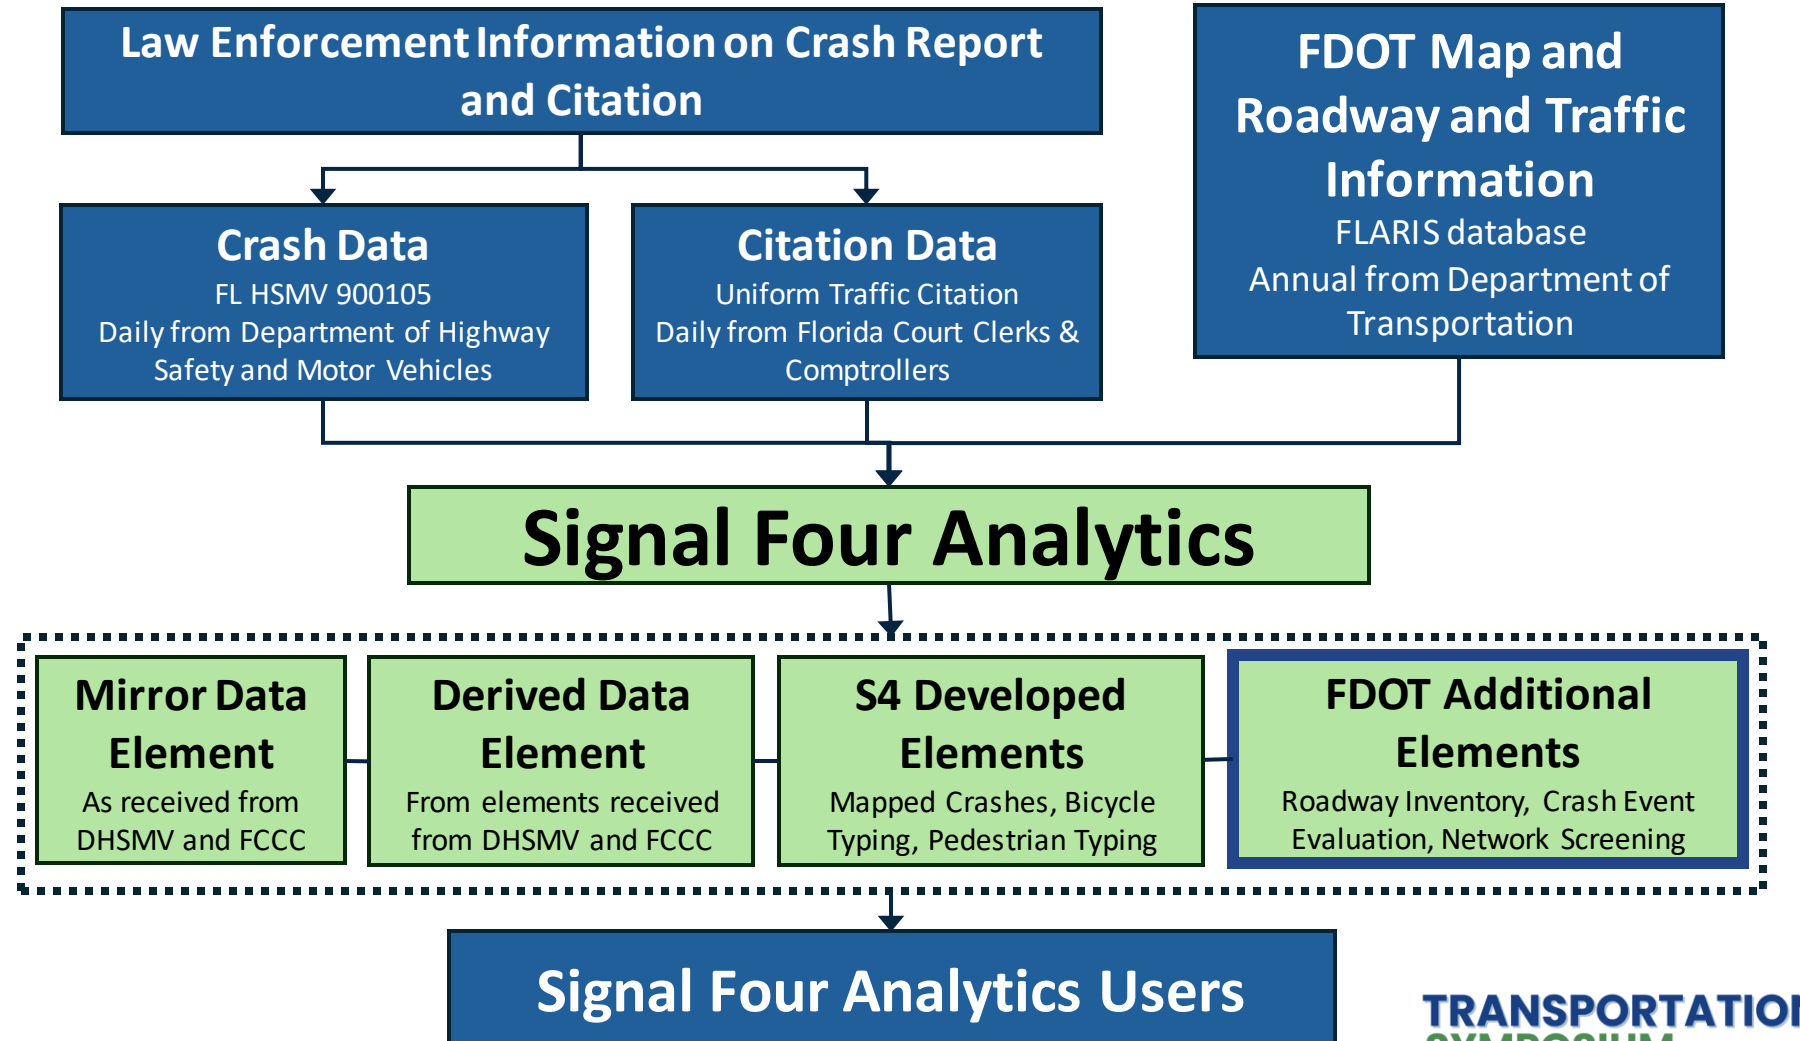 Law Enforcement Information on Crash Report
and Citation
FDOT Map and
Roadway and Traffic
Information
FLARIS database
Annual from Department of
Transportation
Crash Data
FL HSMV 900105
Daily from Department of Highway
Safety and Motor Vehicles
Citation Data
Uniform Traffic Citation
Daily from Florida Court Clerks &
Comptrollers
Signal Four Analytics
Mirror Data
Element
As received from
DHSMV and FCCC
Derived Data
Element
From elements received
from DHSMV and FCCC
S4 Developed
Elements
Mapped Crashes, Bicycle
Typing, Pedestrian Typing
FDOT Additional
Elements
Roadway Inventory, Crash Event
Evaluation, Network Screening
Signal Four Analytics Users
TRANSPORTATION
SYMPOSIUM